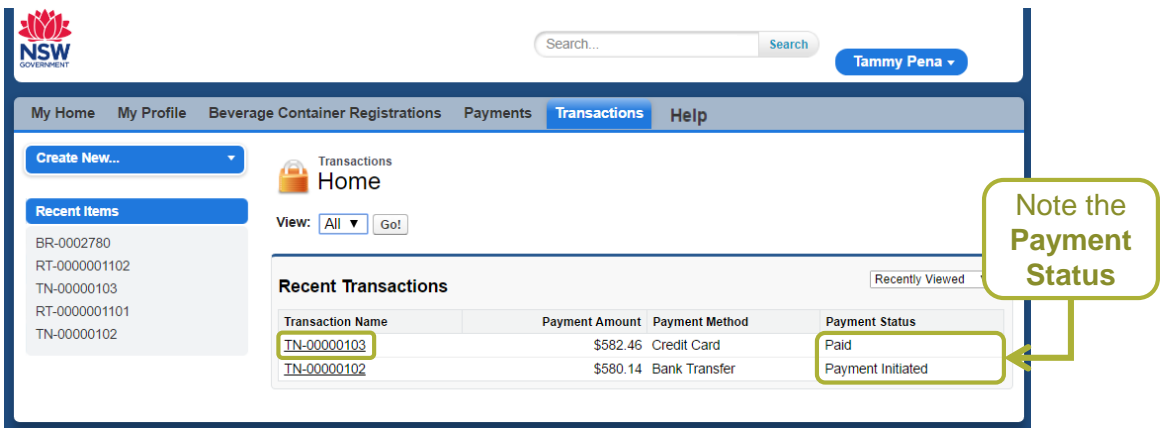 NSW
GOVERNMENT
Search...
Search
Tammy Pena
My Home My Profile Beverage Container Registrations Payments Transactions Help
Create New...
Recent Items
BR-0002780
RT-0000001102
TN-00000103
RT-0000001101
TN-00000102
Transactions
Home
View: All Go!
Recent Transactions
Recently Viewed
Transaction Name Payment Amount Payment Method Payment Status
TN-00000103 $582.46 Credit Card Paid
TN-00000102 $580.14 Bank Transfer Payment Initiated
Note the
Payment
Status